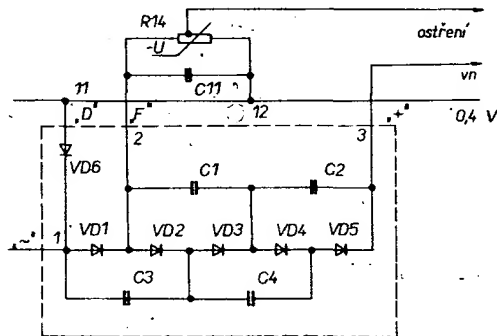 R14
ostření
-U
C11
vn
11
12
„D"
„F"
„+"
0,4 V
2
3
VD6
C1
C2
„~"
1
VD1
VD2
VD3
VD4
VD5
C3
C4